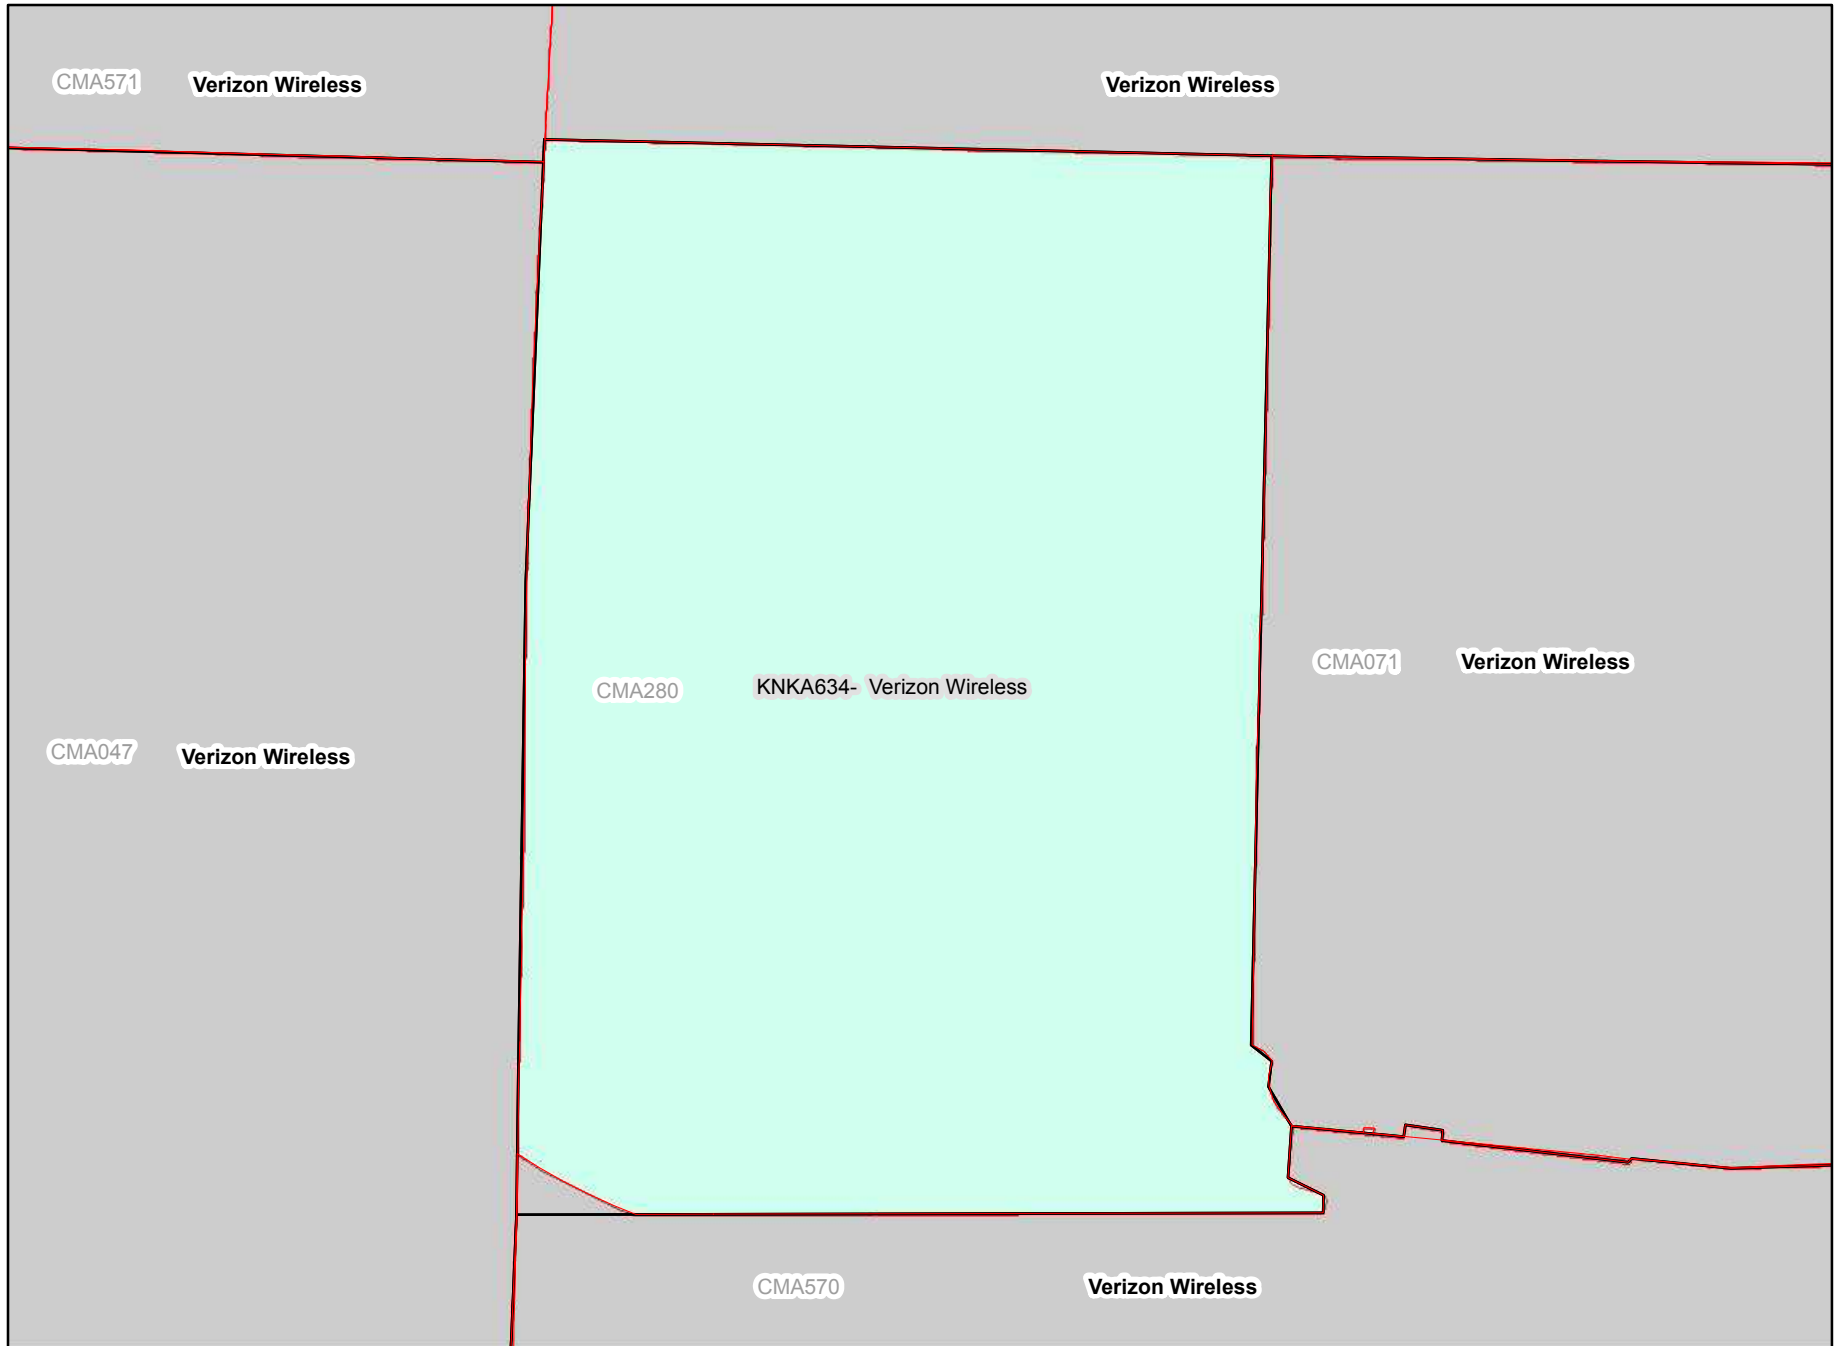 CMA571 Verizon Wireless
Verizon Wireless
CMA280 KNKA634- Verizon Wireless
CMA071 Verizon Wireless
CMA047 Verizon Wireless
CMA570 Verizon Wireless